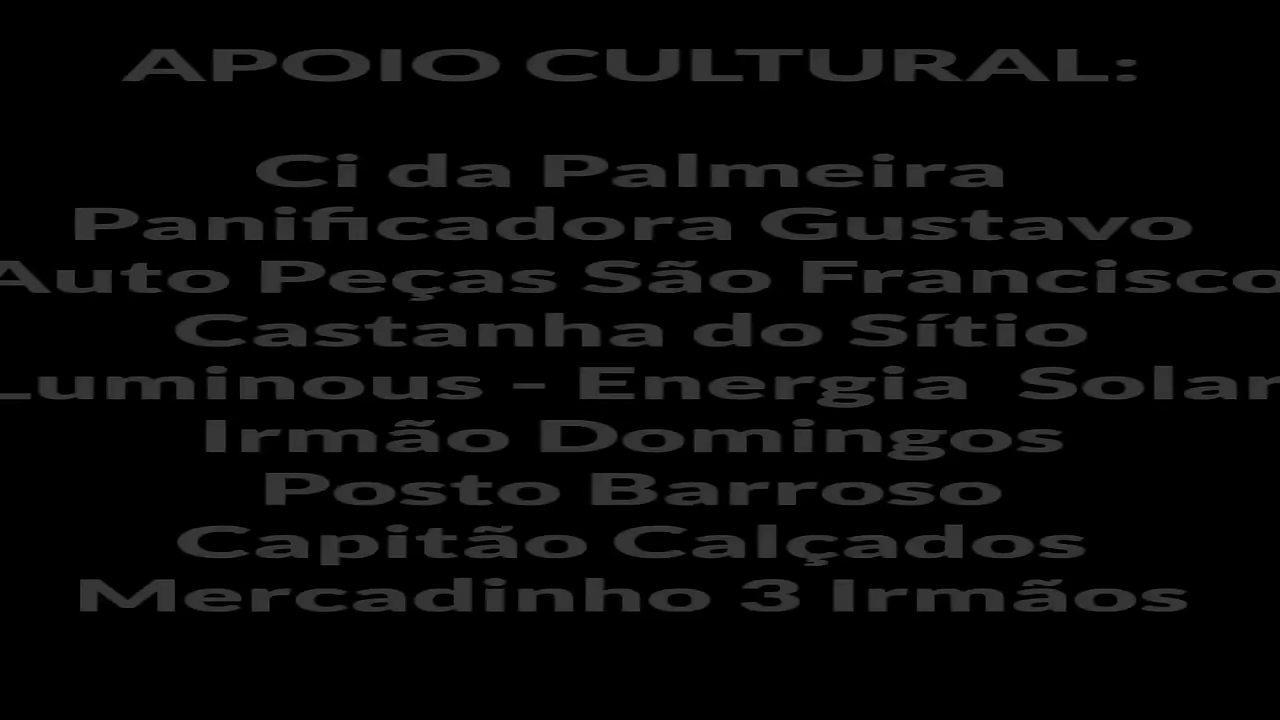 APOIO CULTURAL:
Ci da Palmeira
Panificadora Gustavo
Auto Peças São Francisco
Castanha do Sítio
Luminous - Energia Solar
Irmão Domingos
Posto Barroso
Capitão Calçados
Mercadinho 3 Irmãos